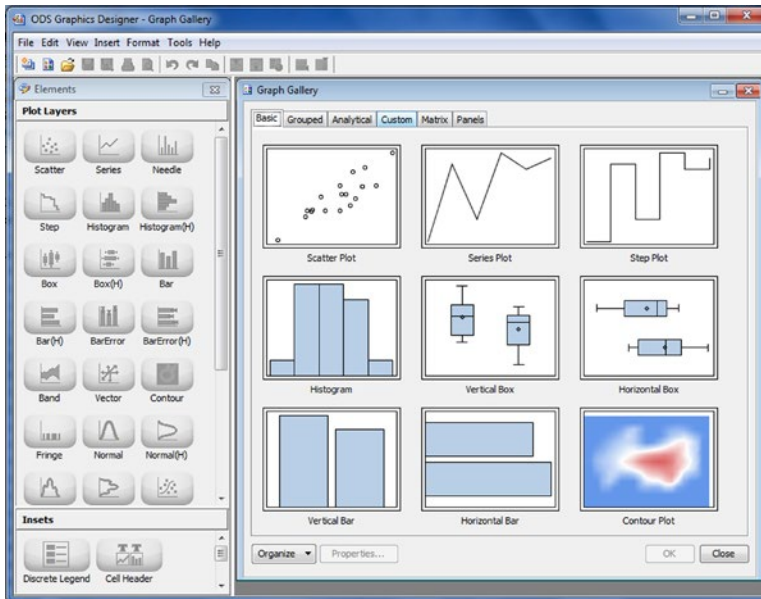 ODS Graphics Designer - Graph Gallery
File Edit View Insert Format Tools Help
Elements
Plot Layers
Scatter Series Needle
Step Histogram Histogram(H)
Box Box(H) Bar
Bar(H) BarError BarError(H)
Band Vector Contour
Fringe Normal Normal(H)
Insets
Discrete Legend Cell Header
Graph Gallery
Basic Grouped Analytical Custom Matrix Panels
Scatter Plot Series Plot Step Plot
Histogram Vertical Box Horizontal Box
Vertical Bar Horizontal Bar Contour Plot
Organize Properties... OK Close